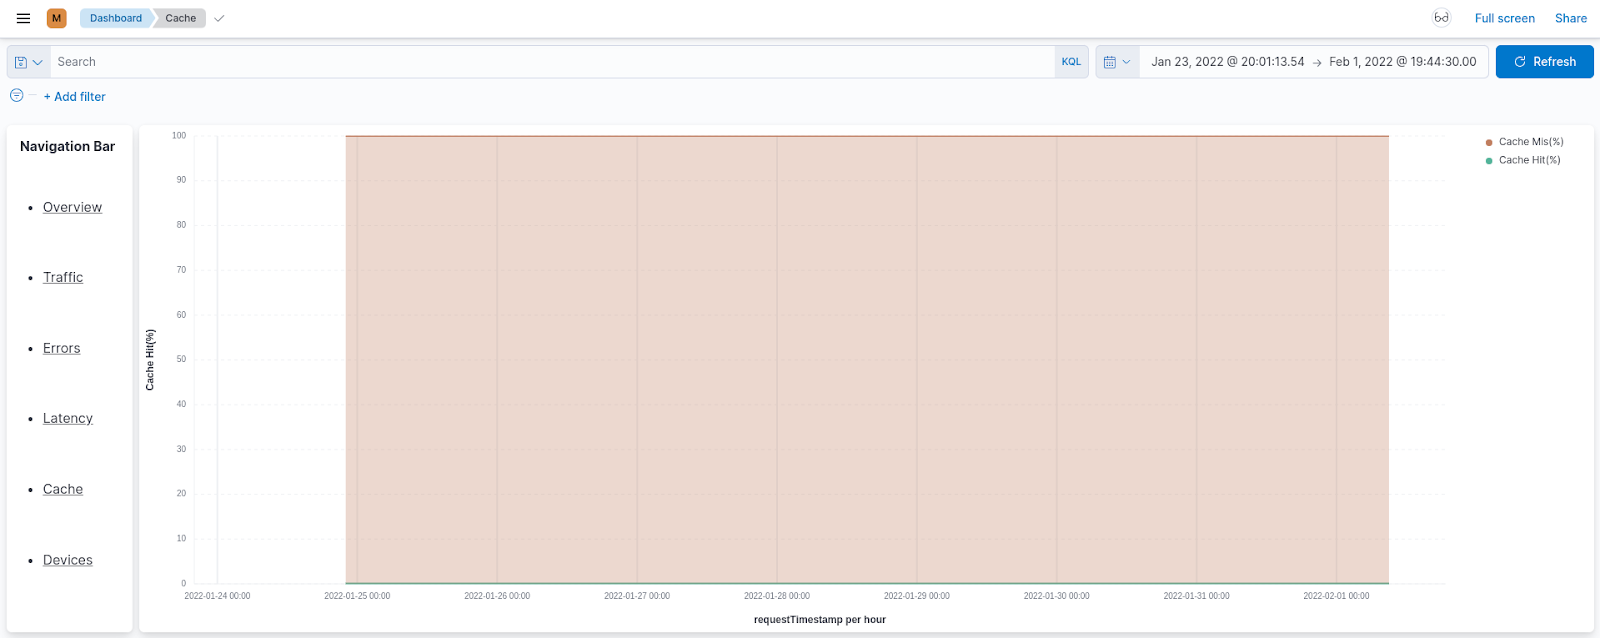 M Dashboard Cache Full screen Share
Search KQL Jan 23, 2022 @ 20:01:13.54 → Feb 1, 2022 @ 19:44:30.00 Refresh
+ Add filter
Navigation Bar
• Overview
• Traffic
• Errors
• Latency
• Cache
• Devices
Cache Hit(%)
100
90
80
70
60
50
40
30
20
10
0
2022-01-24 00:00 2022-01-25 00:00 2022-01-26 00:00 2022-01-27 00:00 2022-01-28 00:00 2022-01-29 00:00 2022-01-30 00:00 2022-01-31 00:00 2022-02-01 00:00
requestTimestamp per hour
Cache Mis(%)
Cache Hit(%)